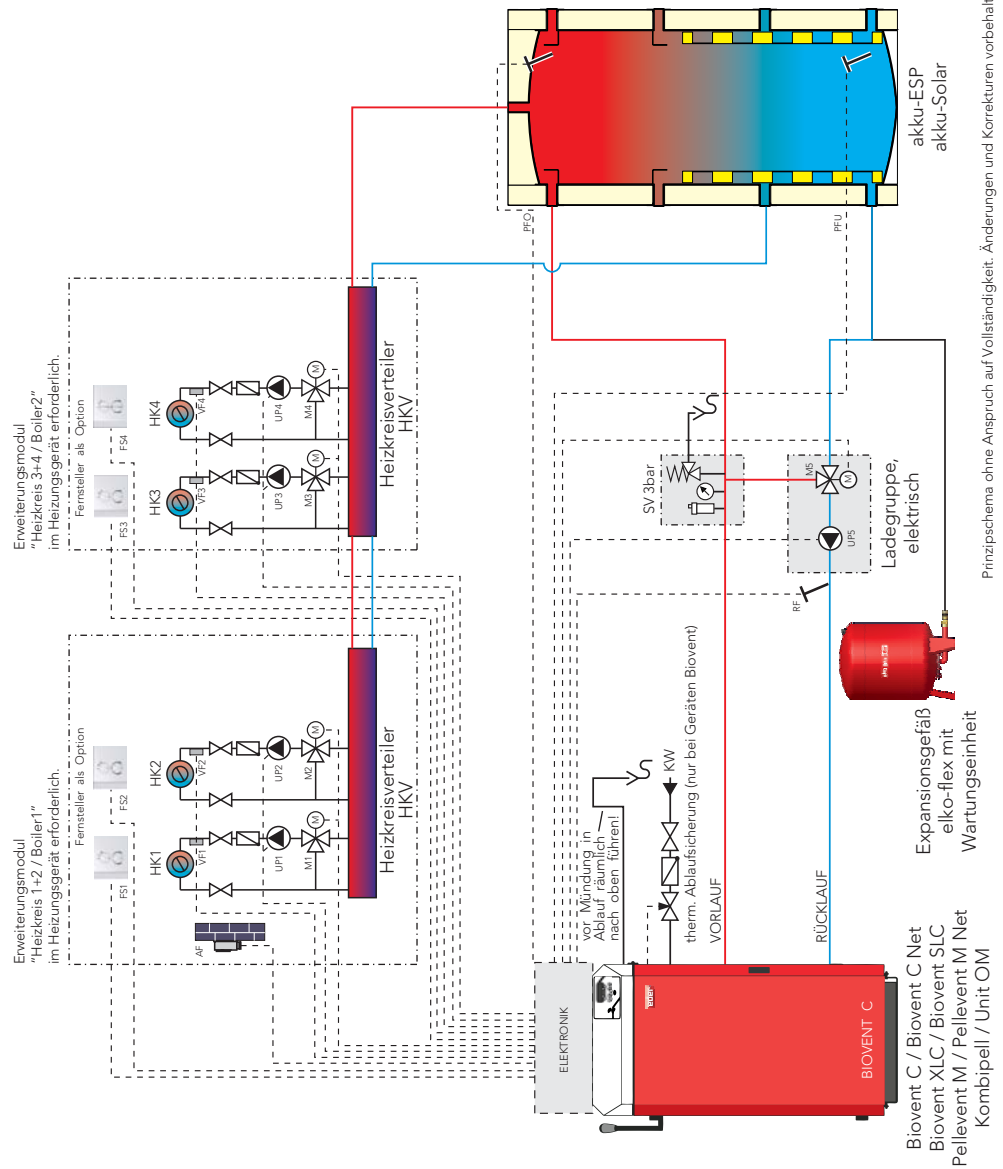 Erweiterungsmodul
"Heizkreis 1+2 / Boiler1"
im Heizungsgerät erforderlich.
Fernsteller als Option
FS1
FS2
HK1
HK2
VF1
VF2
UP1
UP2
M
M
M1
M2
AF
Heizkreisverteiler
HKV
Erweiterungsmodul
"Heizkreis 3+4 / Boiler2"
im Heizungsgerät erforderlich.
Fernsteller als Option
FS3
FS4
HK3
HK4
VF3
VF4
UP3
UP4
M
M
M3
M4
Heizkreisverteiler
HKV
ELEKTRONIK
vor Mündung in
Ablauf räumlich
nach oben führen!
KW
therm. Ablaufsicherung (nur bei Geräten Biovent)
VORLAUF
RÜCKLAUF
SV 3bar
RF
UP5
M5
M
Ladegruppe,
elektrisch
PFO
PFU
akku-ESP
akku-Solar
Expansionsgefäß
elko-flex mit
Wartungseinheit
BIOVENT C
Biovent C / Biovent C Net
Biovent XLC / Biovent SLC
Pellevent M / Pellevent M Net
Kombipell / Unit OM
Prinzipschema ohne Anspruch auf Vollständigkeit. Änderungen und Korrekturen vorbehalt